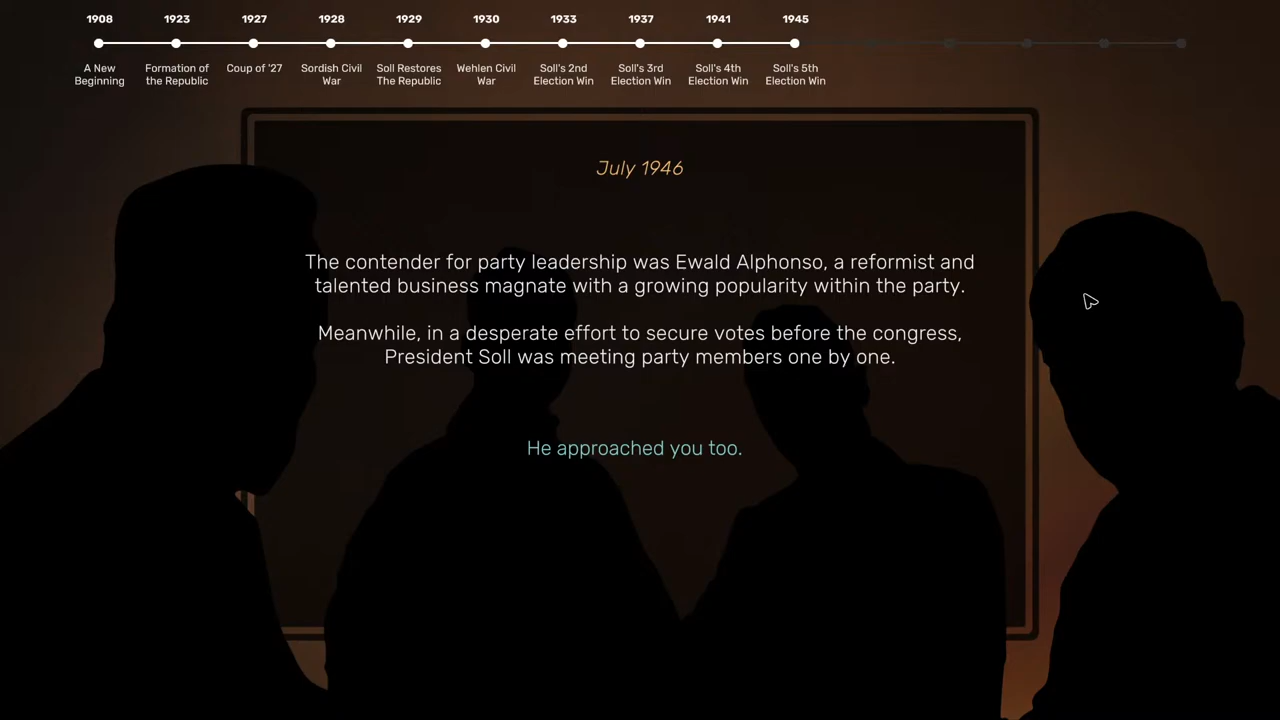 1908 1923 1927 1928 1929 1930 1933 1937 1941 1945
A New Beginning
Formation of the Republic
Coup of '27
Sordish Civil War
Soll Restores The Republic
Wehlen Civil War
Soll's 2nd Election Win
Soll's 3rd Election Win
Soll's 4th Election Win
Soll's 5th Election Win
July 1946
The contender for party leadership was Ewald Alphonso, a reformist and
talented business magnate with a growing popularity within the party.
Meanwhile, in a desperate effort to secure votes before the congress,
President Soll was meeting party members one by one.
He approached you too.